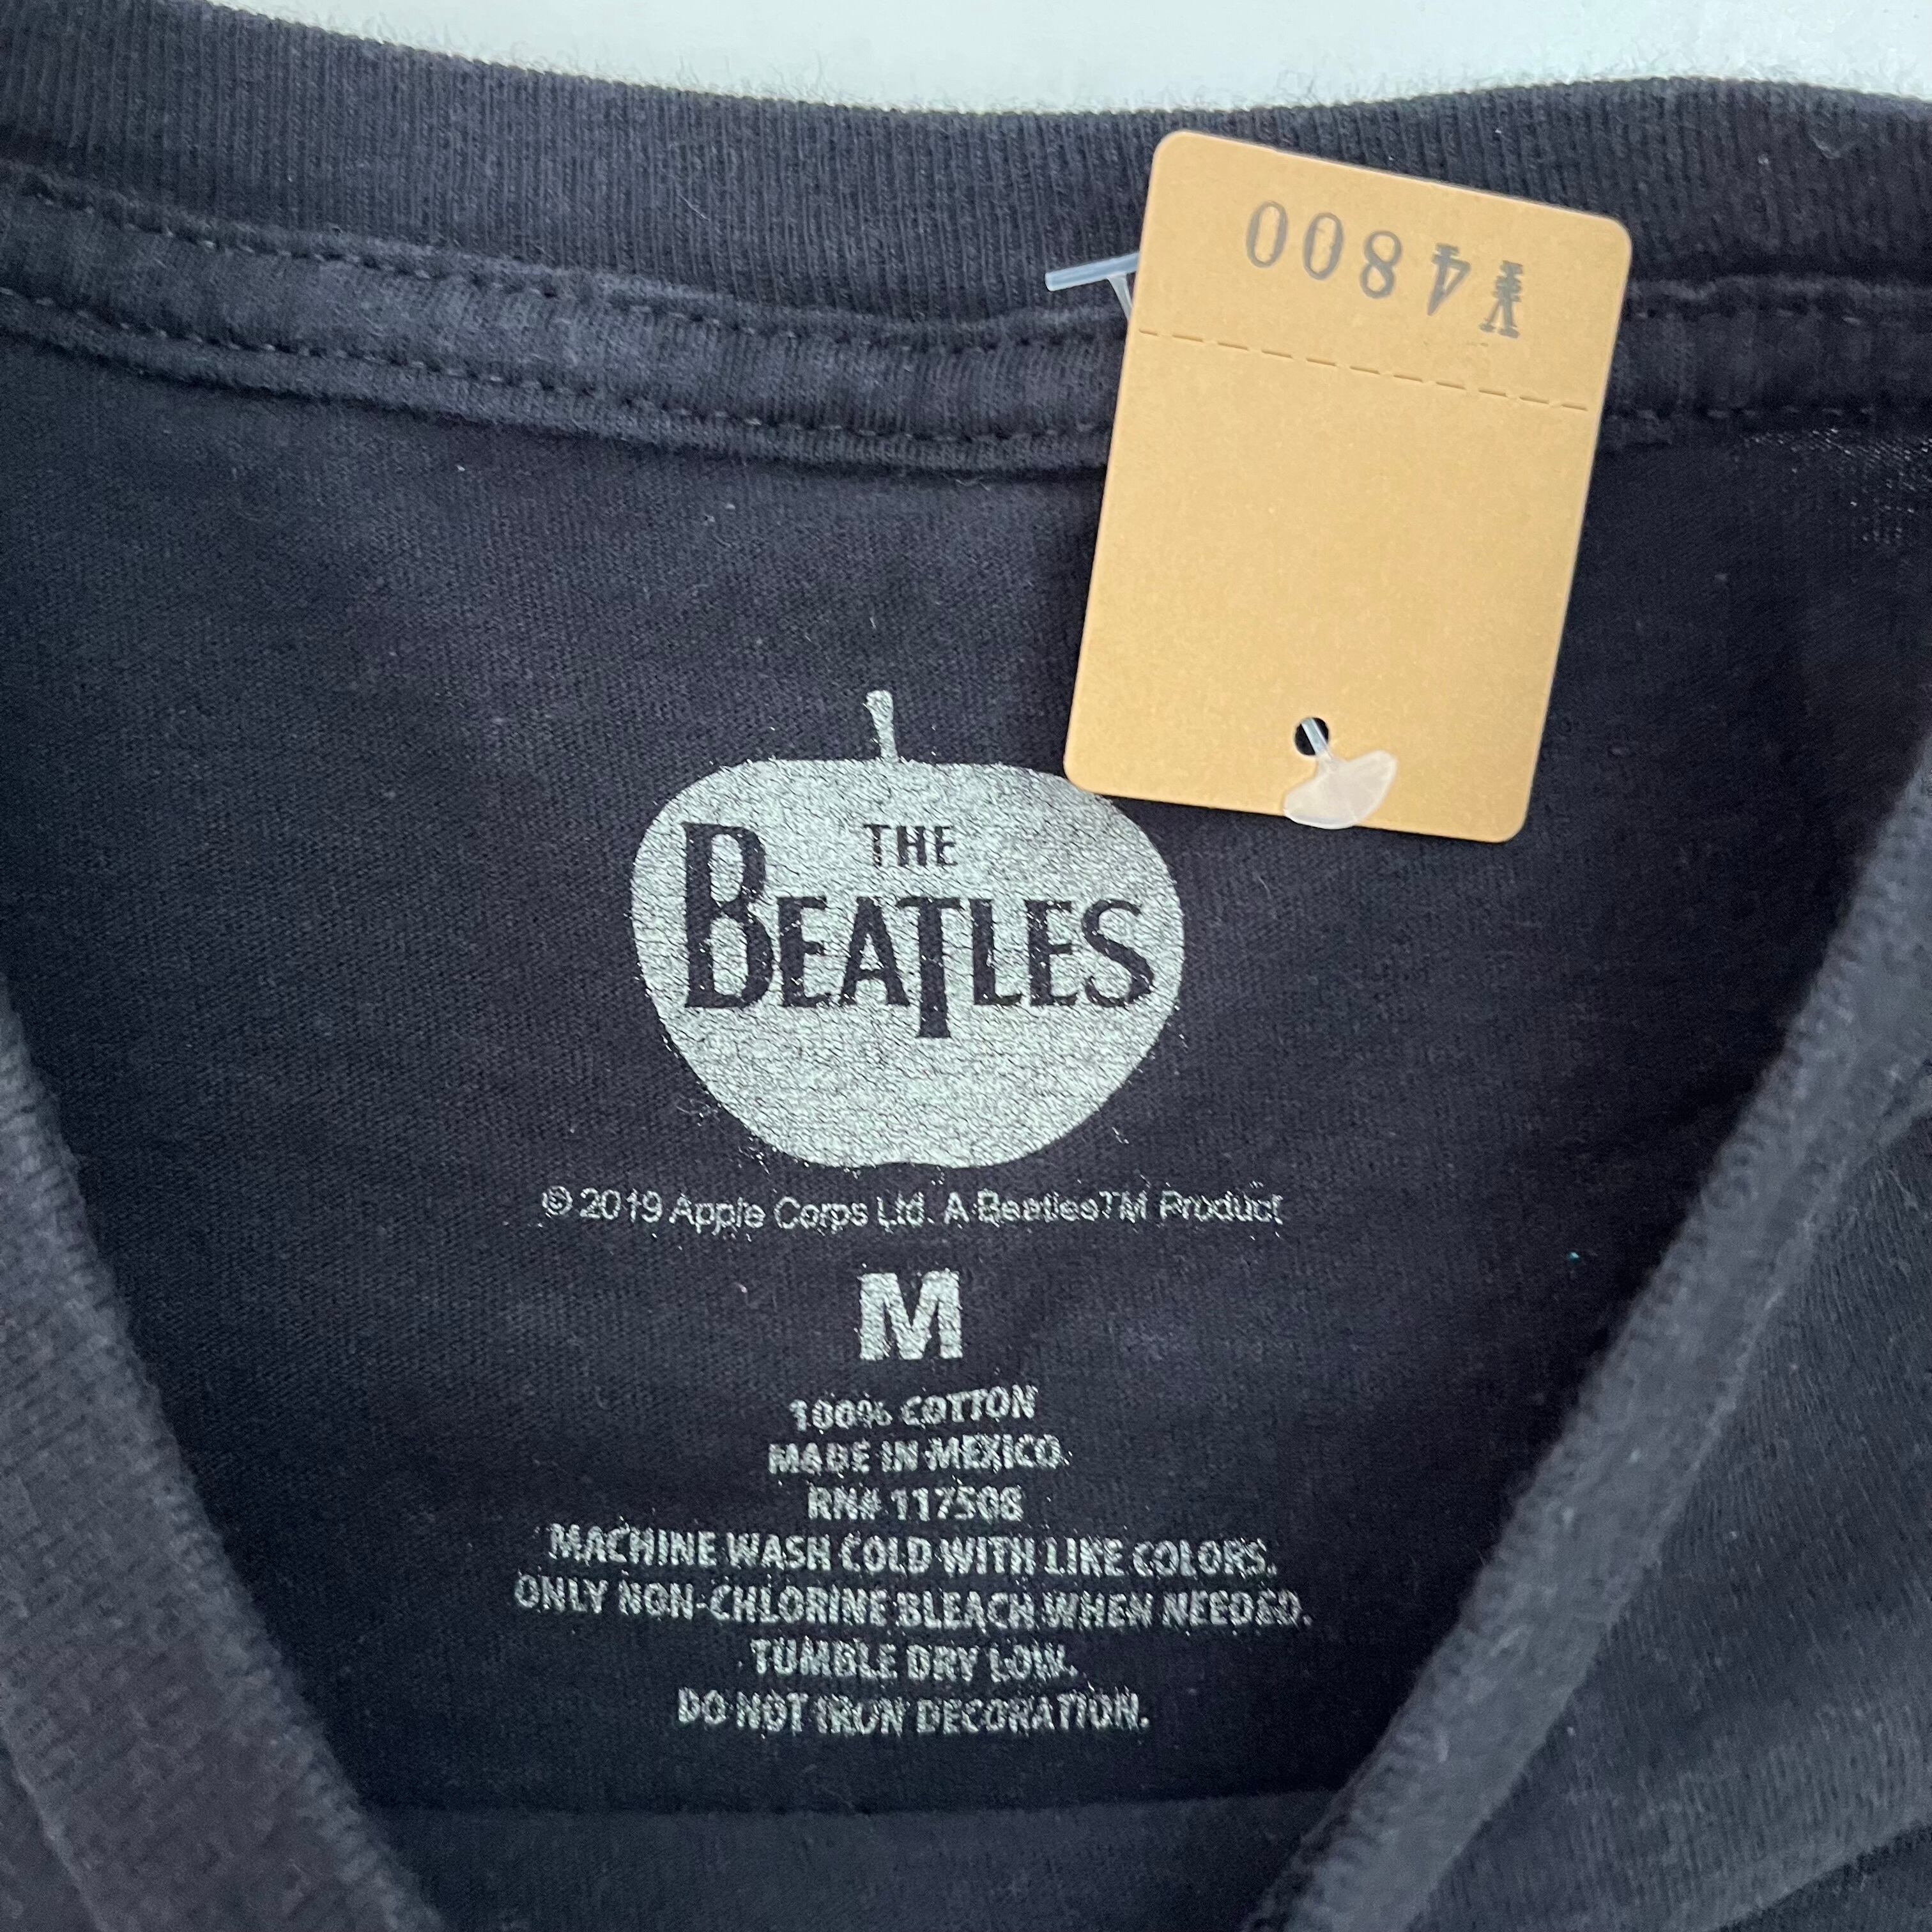 ¥4800
THE
BEATLES
© 2019 Apple Corps Ltd. A Beatles™ Product
M
100% COTTON
MADE IN MEXICO.
RN# 117506
MACHINE WASH COLD WITH LIKE COLORS.
ONLY NON-CHLORINE BLEACH WHEN NEEDED.
TUMBLE DRY LOW.
DO NOT IRON DECORATION.